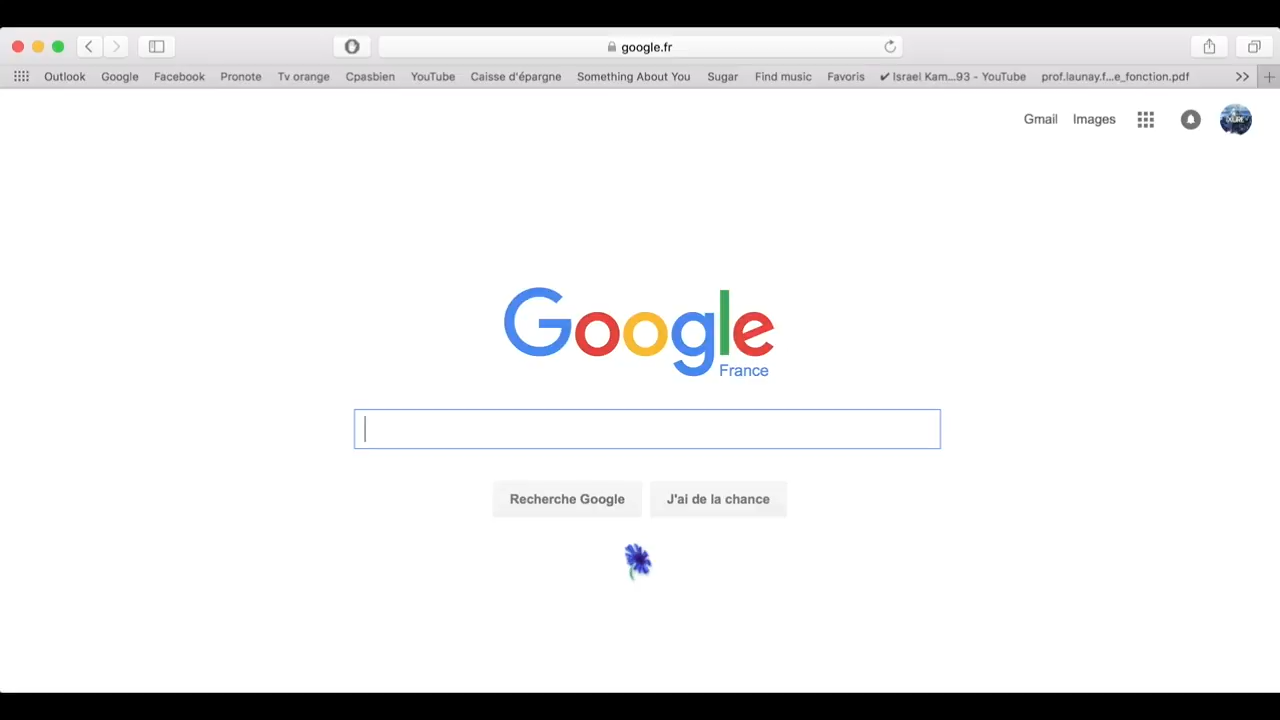 google.fr
Outlook Google Facebook Pronote Tv orange Cpasbien YouTube Caisse d'épargne Something About You Sugar Find music Favoris ✔ Israel Kam...93 - YouTube prof.launay.f...e_fonction.pdf
Gmail Images
Google
France
Recherche Google J'ai de la chance